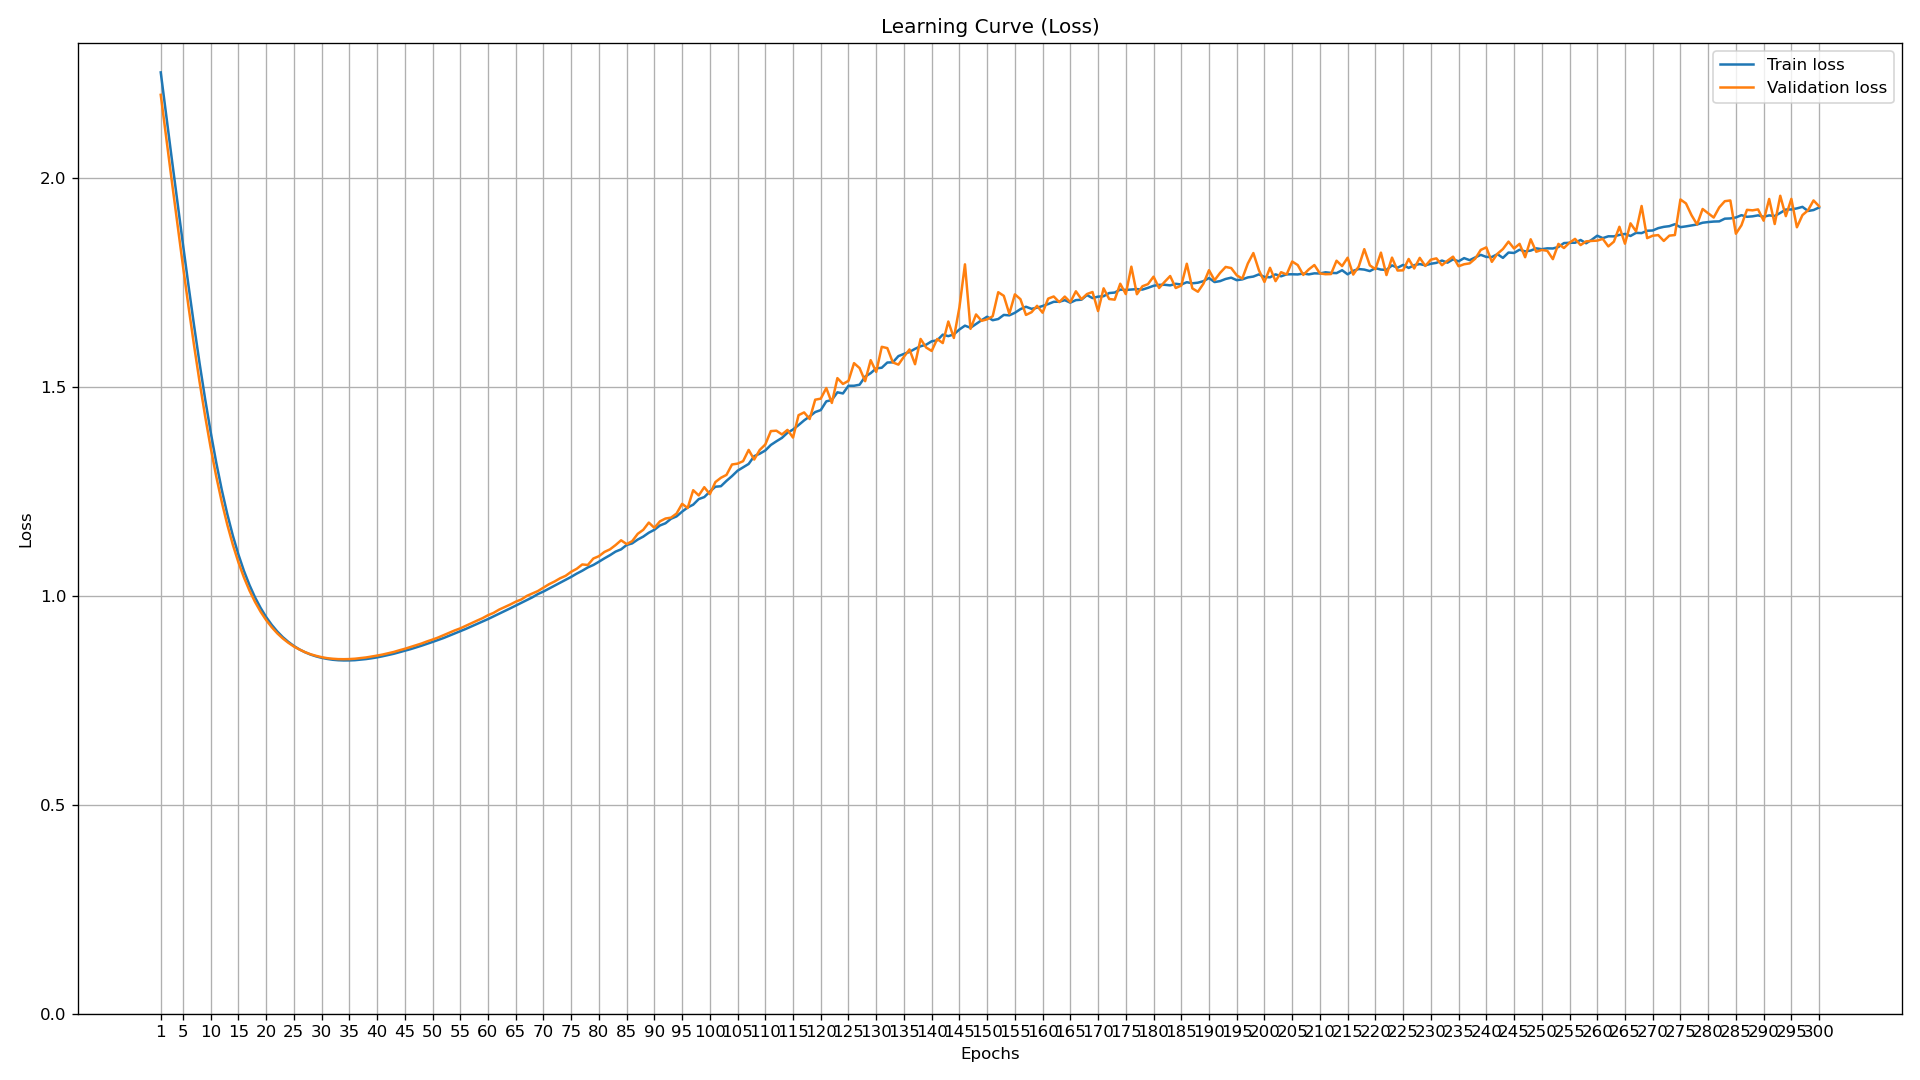 Learning Curve (Loss)
Train loss
Validation loss
2.0
1.5
1.0
0.5
0.0
Loss
1 5 10 15 20 25 30 35 40 45 50 55 60 65 70 75 80 85 90 95 100 105 110 115 120 125 130 135 140 145 150 155 160 165 170 175 180 185 190 195 200 205 210 215 220 225 230 235 240 245 250 255 260 265 270 275 280 285 290 295 300
Epochs